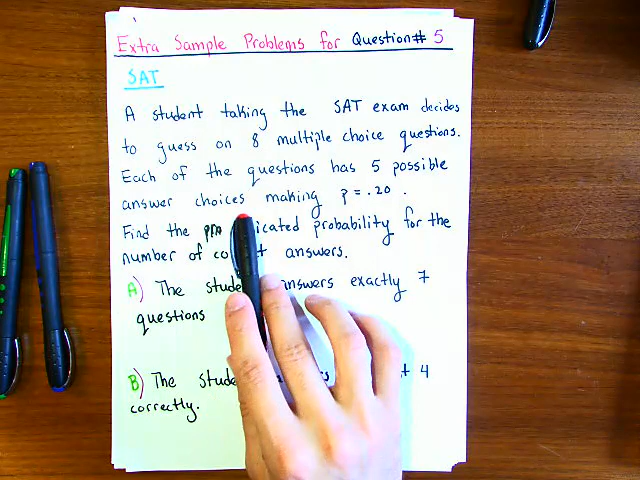 Extra Sample Problems for Question# 5
SAT
A student taking the SAT exam decides
to guess on 8 multiple choice questions.
Each of the questions has 5 possible
answer choices making p = .20 .
Find the probability for the
number of answers.
A) The answers exactly 7
questions
B) The 4
correctly.